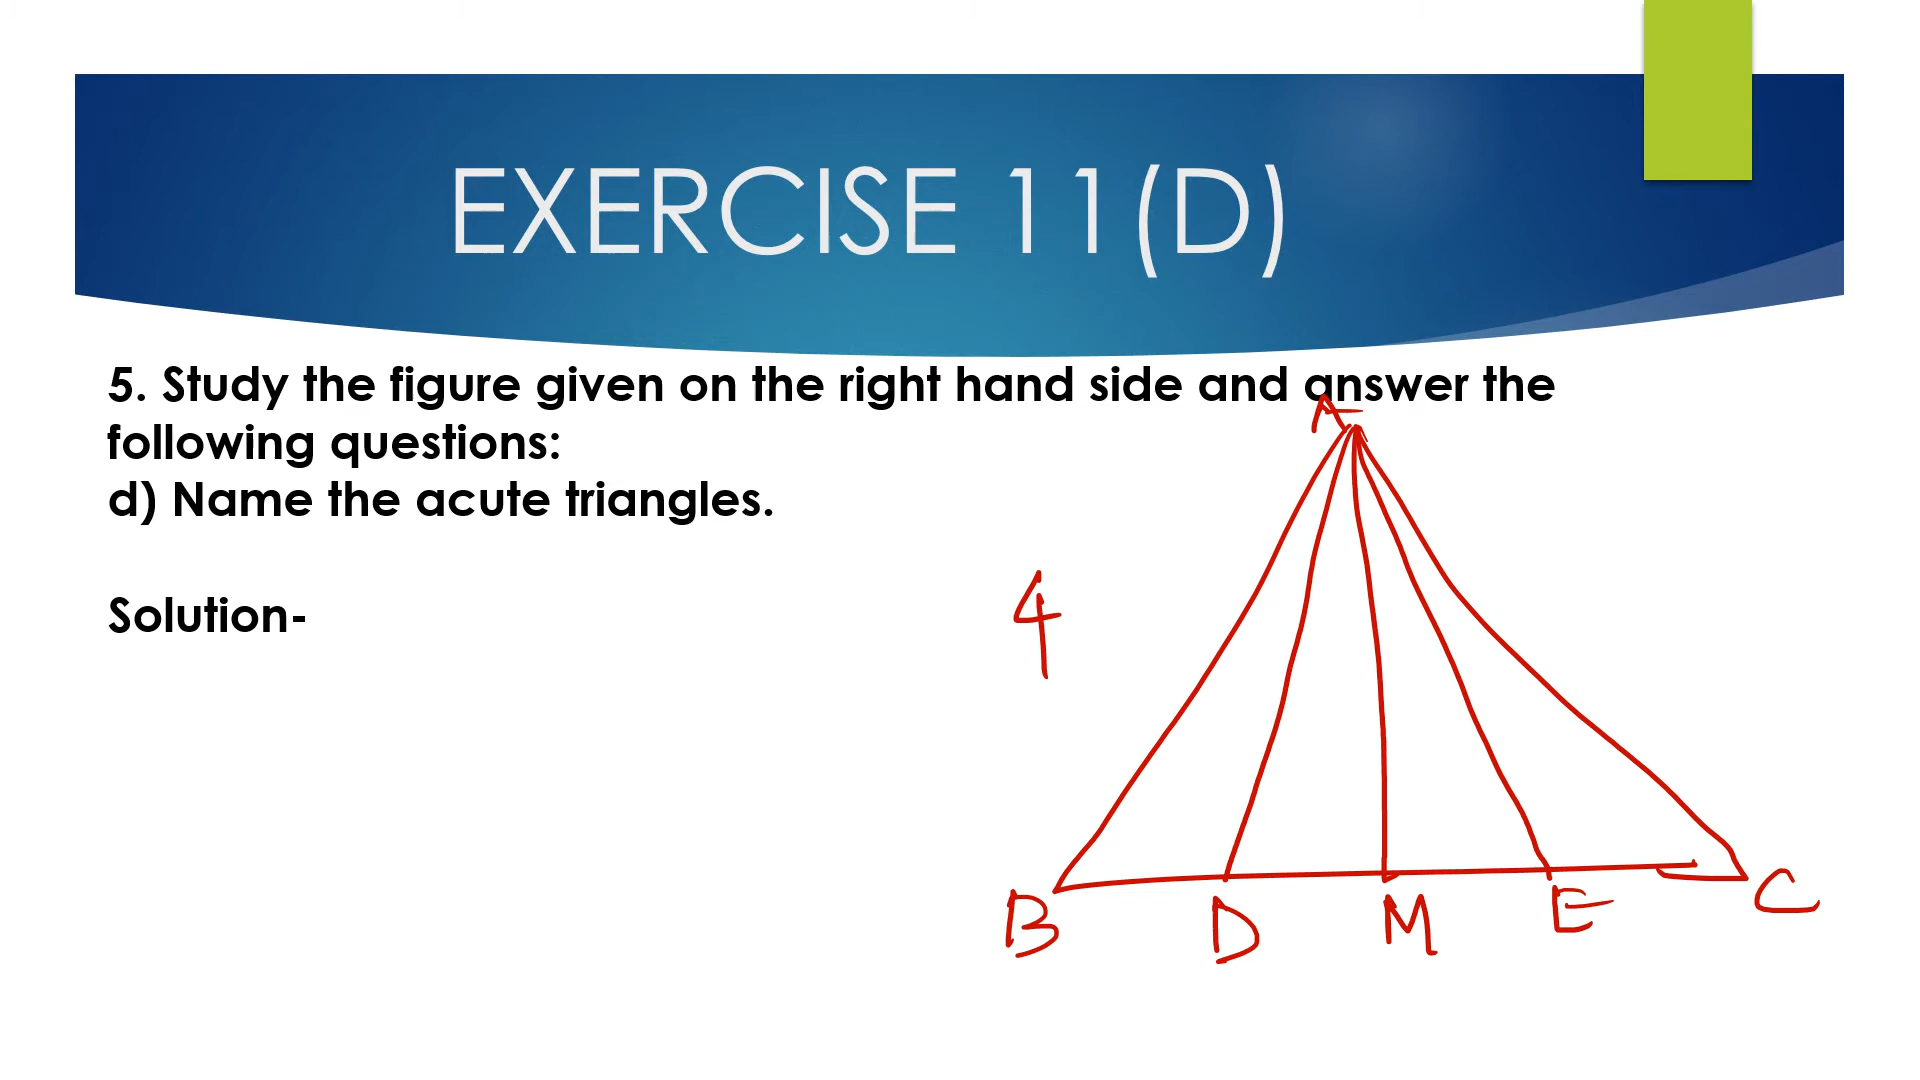 EXERCISE 11(D)
5. Study the figure given on the right hand side and answer the
following questions:
d) Name the acute triangles.
Solution-
A
4
B D M E C